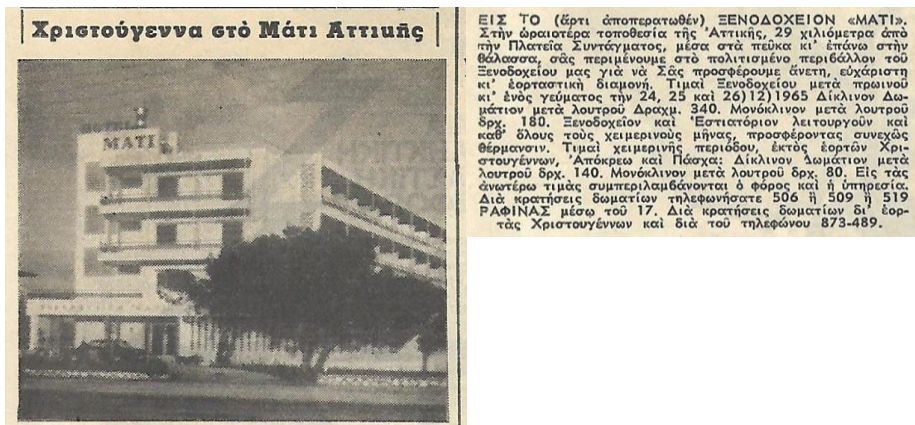 Χριστούγεννα στὸ Μάτι Ἀττικῆς
HOTEL
ΜΑΤΙ
ΕΙΣ ΤΟ (ἄρτι ἀποπερατωθέν) ΞΕΝΟΔΟΧΕΙΟΝ «ΜΑΤΙ».
Στὴν ὡραιοτέρα τοποθεσία τῆς Ἀττικῆς, 29 χιλιόμετρα ἀπὸ
τὴν Πλατεῖα Συντάγματος, μέσα στὰ πεῦκα κι' ἐπάνω στὴν
θάλασσα, σᾶς περιμένουμε στὸ πολιτισμένο περιβάλλον τοῦ
Ξενοδοχείου μας γιὰ νὰ Σᾶς προσφέρουμε ἄνετη, εὐχάριστη
κι' ἑορταστικὴ διαμονή. Τιμαὶ Ξενοδοχείου μετὰ πρωινοῦ
κι' ἑνὸς γεύματος τὴν 24, 25 καὶ 26)12)1965 Δίκλινον Δω-
μάτιον μετὰ λουτροῦ Δραχμ. 340. Μονόκλινον μετὰ λουτροῦ
δρχ. 180. Ξενοδοχεῖον καὶ Ἑστιατόριον λειτουργοῦν καὶ
καθ' ὅλους τοὺς χειμερινοὺς μῆνας, προσφέροντας συνεχῶς
θέρμανσιν. Τιμαὶ χειμερινῆς περιόδου, ἐκτὸς ἑορτῶν Χρι-
στουγέννων, Ἀπόκρεω καὶ Πάσχα: Δίκλινον Δωμάτιον μετὰ
λουτροῦ δρχ. 140. Μονόκλινον μετὰ λουτροῦ δρχ. 80. Εἰς τὰς
ἀνωτέρω τιμὰς συμπεριλαμβάνονται ὁ φόρος καὶ ἡ ὑπηρεσία.
Διὰ κρατήσεις δωματίων τηλεφωνήσατε 506 ἢ 509 ἢ 519
ΡΑΦΙΝΑΣ μέσω τοῦ 17. Διὰ κρατήσεις δωματίων δι' ἑορ-
τὰς Χριστουγέννων καὶ διὰ τοῦ τηλεφώνου 873-489.